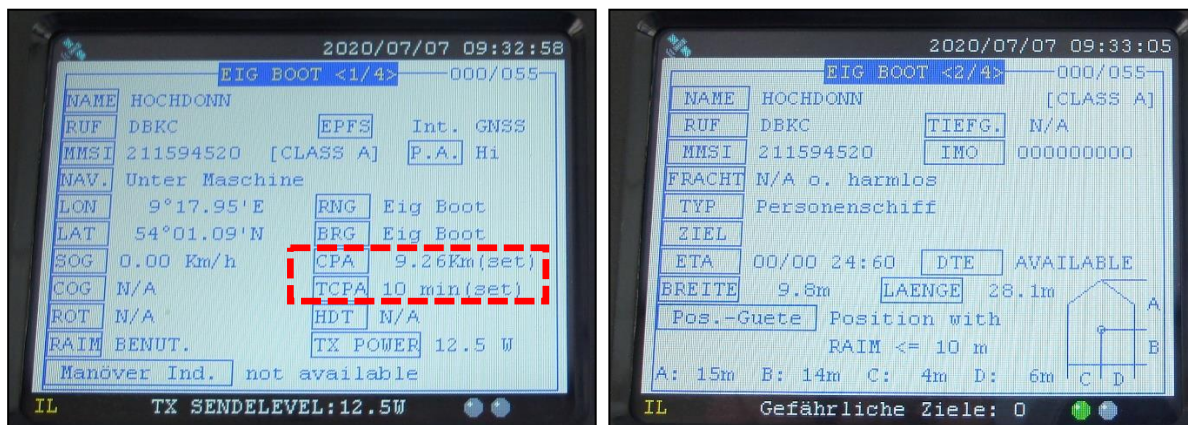 2020/07/07 09:32:58
EIG BOOT <1/4> 000/055
NAME HOCHDONN
RUF DBKC EPFS Int. GNSS
MMSI 211594520 [CLASS A] P.A. Hi
NAV. Unter Maschine
LON 9°17.95'E RNG Eig Boot
LAT 54°01.09'N BRG Eig Boot
SOG 0.00 Km/h CPA 9.26Km(set)
COG N/A TCPA 10 min(set)
ROT N/A HDT N/A
RAIM BENUT. TX POWER 12.5 W
Manöver Ind. not available
IL TX SENDELEVEL:12.5W
2020/07/07 09:33:05
EIG BOOT <2/4> 000/055
NAME HOCHDONN [CLASS A]
RUF DBKC TIEFG. N/A
MMSI 211594520 IMO 000000000
FRACHT N/A o. harmlos
TYP Personenschiff
ZIEL
ETA 00/00 24:60 DTE AVAILABLE
BREITE 9.8m LAENGE 28.1m
A
Pos.-Guete Position with
RAIM <= 10 m B
A: 15m B: 14m C: 4m D: 6m C D
IL Gefährliche Ziele: 0